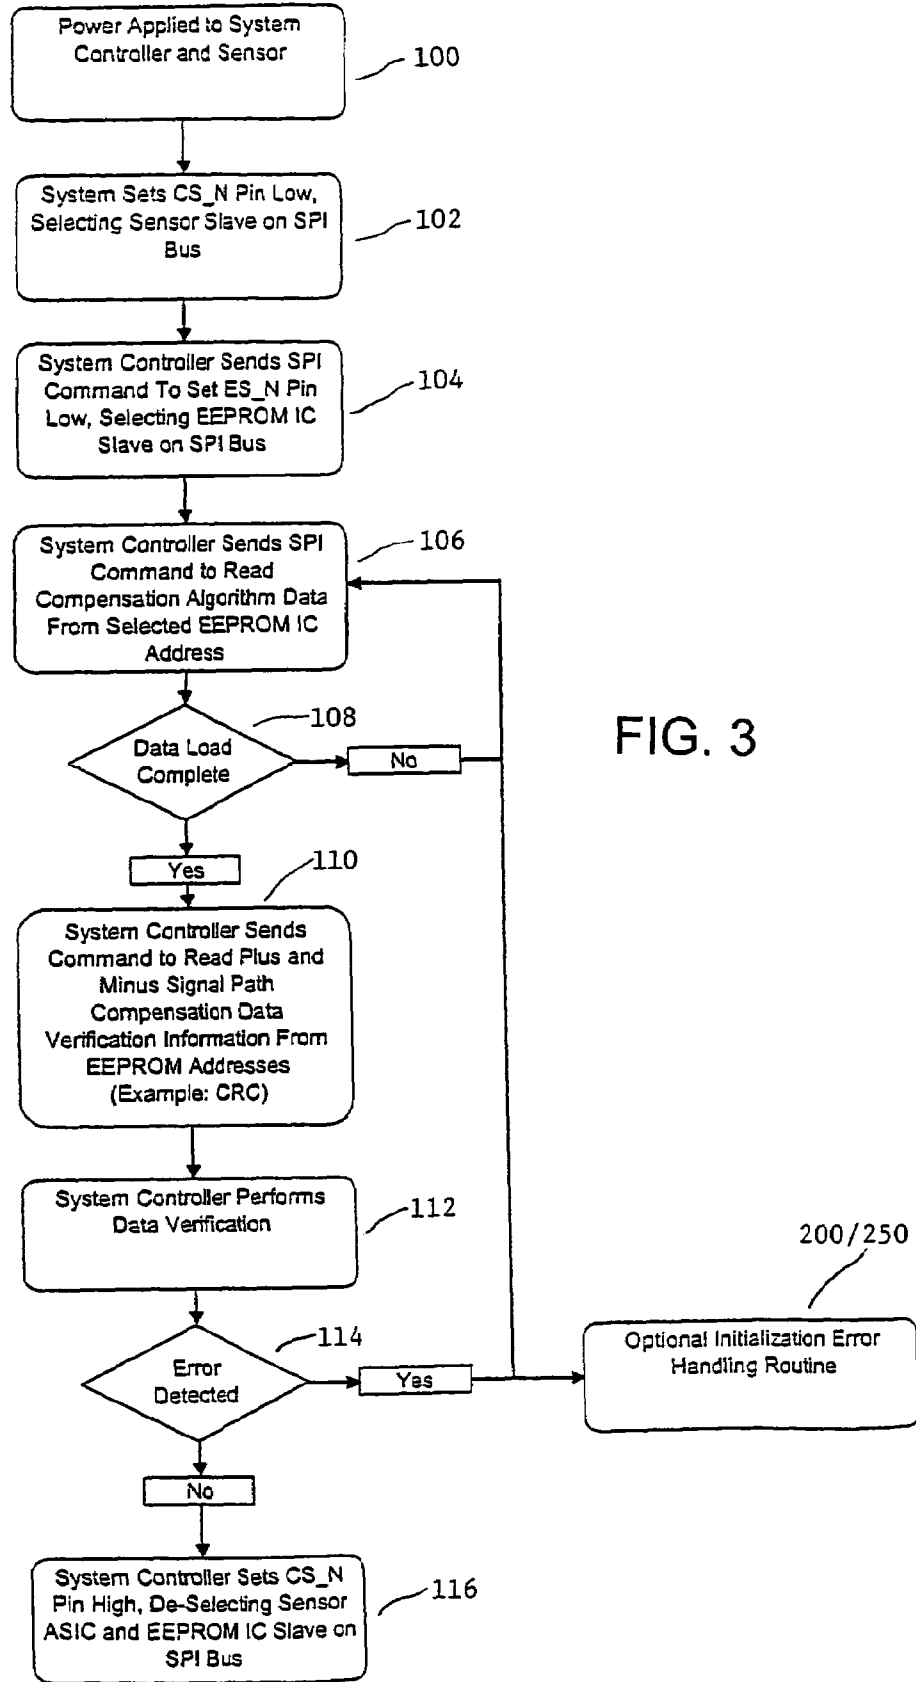 Power Applied to System
Controller and Sensor
100
System Sets CS_N Pin Low,
Selecting Sensor Slave on SPI
Bus
102
System Controller Sends SPI
Command To Set ES_N Pin
Low, Selecting EEPROM IC
Slave on SPI Bus
104
System Controller Sends SPI
Command to Read
Compensation Algorithm Data
From Selected EEPROM IC
Address
106
Data Load
Complete
108
No
FIG. 3
Yes
110
System Controller Sends
Command to Read Plus and
Minus Signal Path
Compensation Data
Verification Information From
EEPROM Addresses
(Example: CRC)
System Controller Performs
Data Verification
112
200/250
Optional Initialization Error
Handling Routine
Error
Detected
114
Yes
No
System Controller Sets CS_N
Pin High, De-Selecting Sensor
ASIC and EEPROM IC Slave on
SPI Bus
116